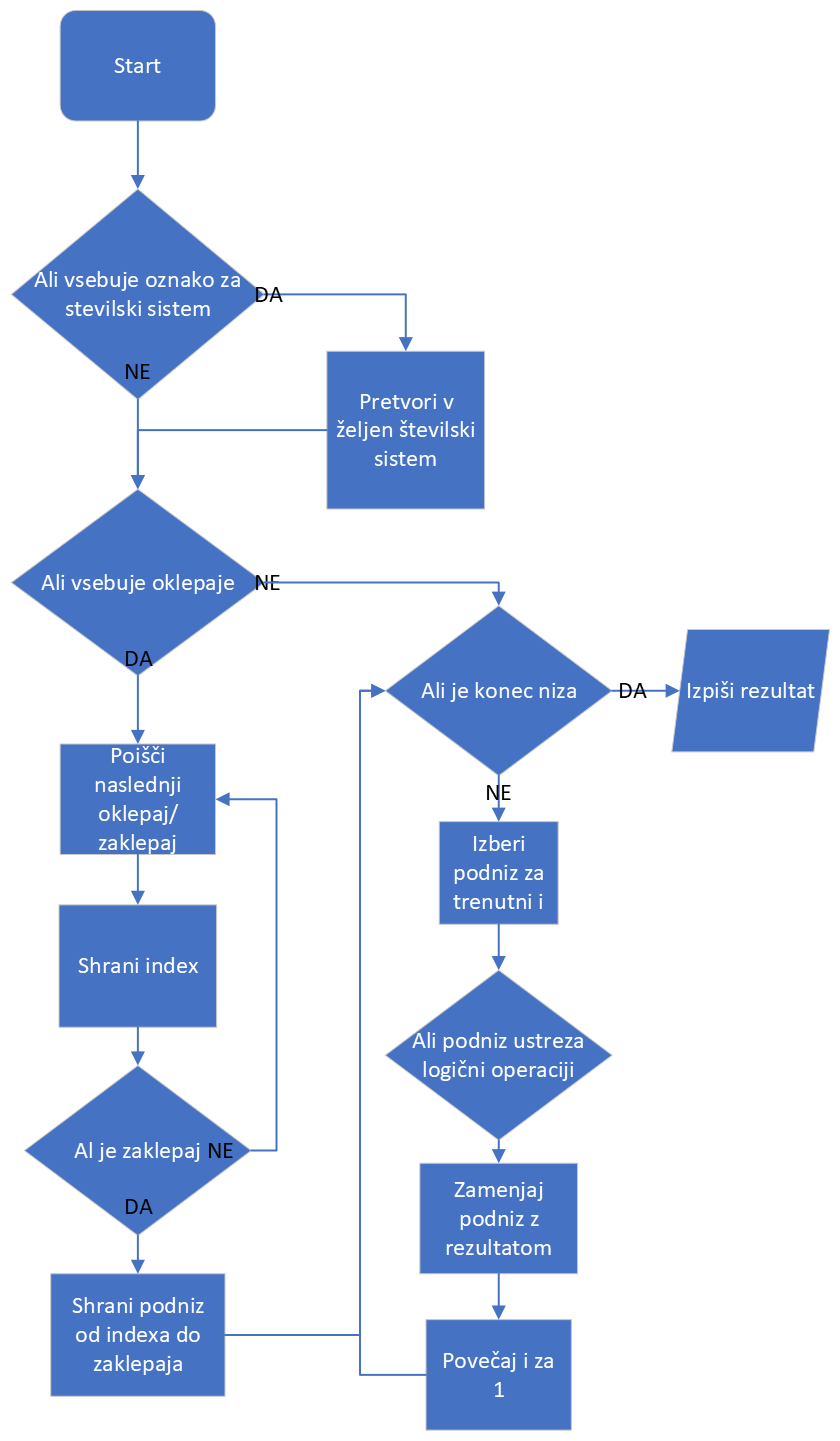 Start
Ali vsebuje oznako za
stevilski sistem
DA
NE
Pretvori v
željen številski
sistem
Ali vsebuje oklepaje
NE
DA
Ali je konec niza
DA
Izpiši rezultat
NE
Poišči
naslednji
oklepaj/
zaklepaj
Izberi
podniz za
trenutni i
Shrani index
Ali podniz ustreza
logični operaciji
Al je zaklepaj
NE
DA
Zamenjaj
podniz z
rezultatom
Shrani podniz
od indexa do
zaklepaja
Povečaj i za
1